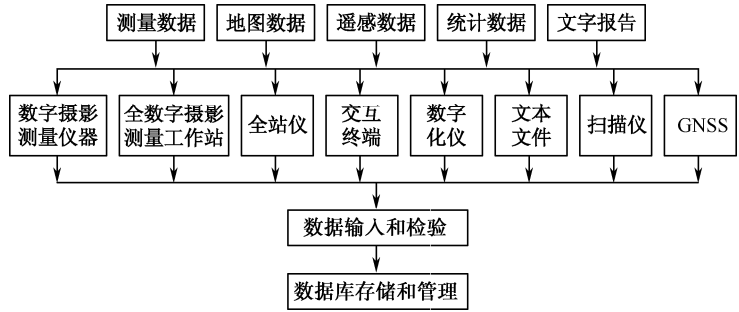 测量数据
地图数据
遥感数据
统计数据
文字报告
数字摄影
测量仪器
全数字摄影
测量工作站
全站仪
交互
终端
数字
化仪
文本
文件
扫描仪
GNSS
数据输入和检验
数据库存储和管理